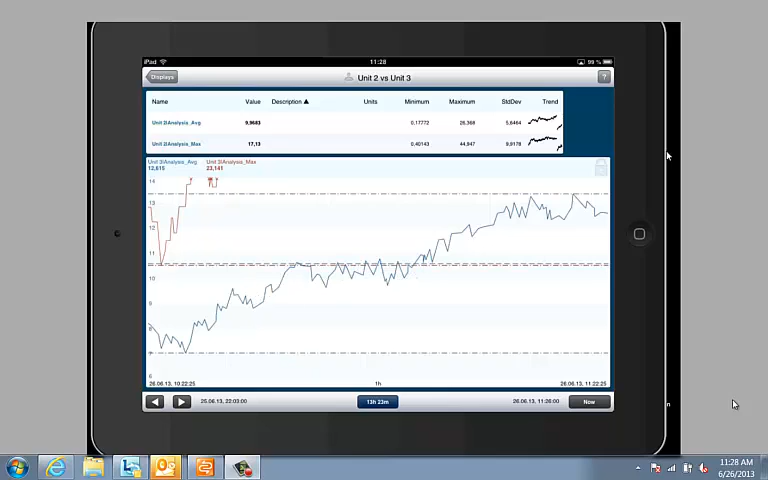 iPad 11:28 99 %
Displays Unit 2 vs Unit 3 ?
Name Value Description ▲ Units Minimum Maximum StdDev Trend
Unit 2|Analysis_Avg 9,9683 0,17772 26,368 5,6464
Unit 2|Analysis_Max 17,13 0,40143 44,947 9,9178
Unit 3|Analysis_Avg Unit 3|Analysis_Max
12,615 23,141
14
13
12
11
10
9
8
7
6
26.06.13, 10:22:25 1h 26.06.13, 11:22:25
25.06.13, 22:03:00 13h 23m 26.06.13, 11:26:00 Now
n
11:28 AM
6/26/2013